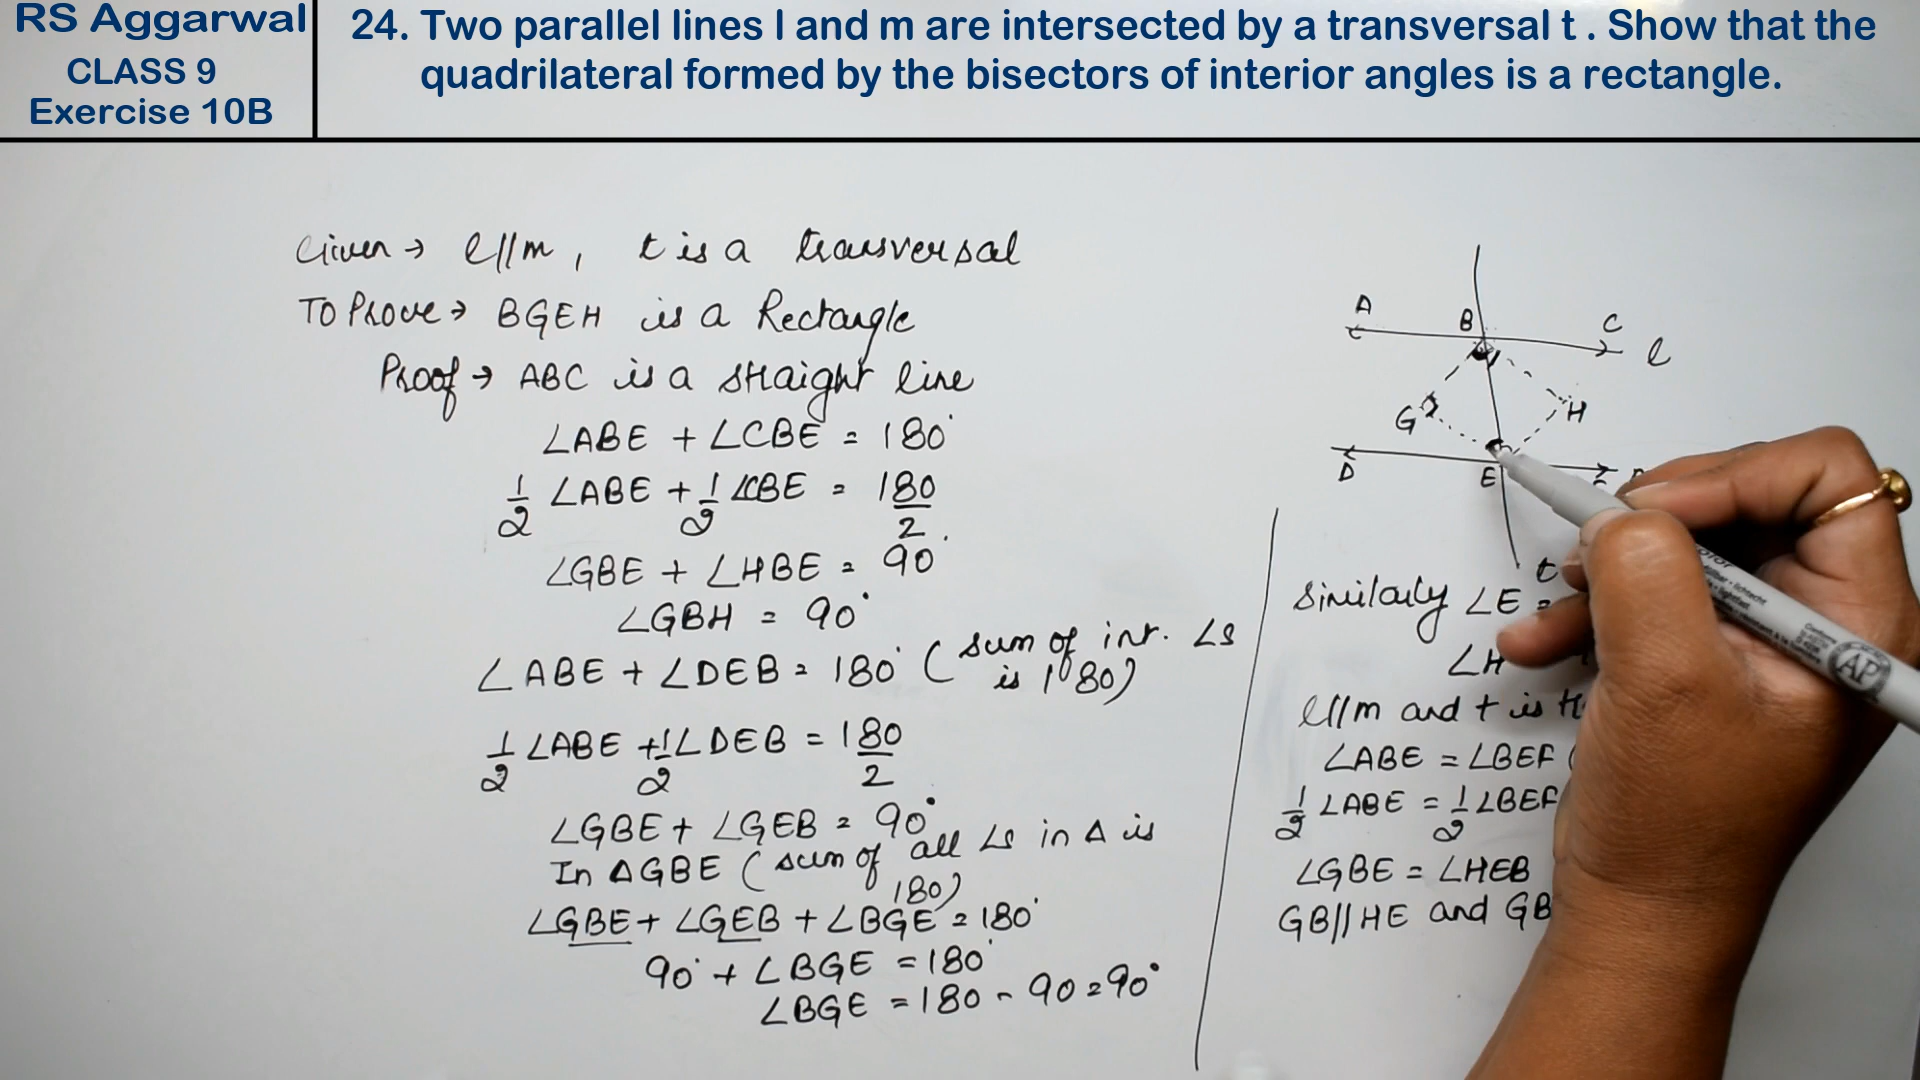 RS Aggarwal
CLASS 9
Exercise 10B
24. Two parallel lines l and m are intersected by a transversal t . Show that the
quadrilateral formed by the bisectors of interior angles is a rectangle.
Given → l||m, t is a transversal
To Prove → BGEH is a Rectangle
Proof → ABC is a straight line
∠ABE + ∠CBE = 180°
1/2 ∠ABE + 1/2 ∠CBE = 180/2
∠GBE + ∠HBE = 90°
∠GBH = 90°
∠ABE + ∠DEB = 180° (sum of int. ∠s
is 180)
1/2 ∠ABE + 1/2 ∠DEB = 180/2
∠GBE + ∠GEB = 90°
In ΔGBE (sum of all ∠s in Δ is
180)
∠GBE + ∠GEB + ∠BGE = 180°
90° + ∠BGE = 180°
∠BGE = 180 - 90 = 90°
A
B
C
l
G
H
D
E
t
Similarly ∠E =
∠H
l||m and t is
∠ABE = ∠BEF (
1/2 ∠ABE = 1/2 ∠BEF
∠GBE = ∠HEB
GB||HE and GB
AP